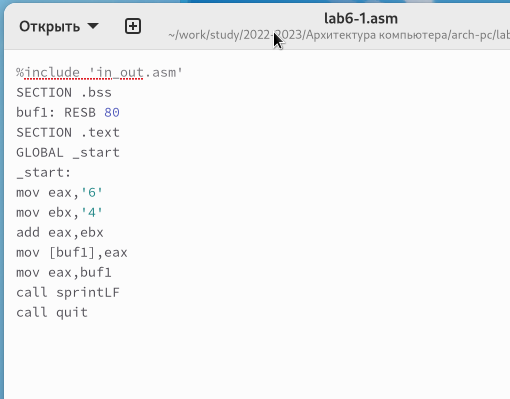 Открыть
lab6-1.asm
~/work/study/2022-2023/Архитектура компьютера/arch-pc/lab
%include 'in_out.asm'
SECTION .bss
buf1: RESB 80
SECTION .text
GLOBAL _start
_start:
mov eax,'6'
mov ebx,'4'
add eax,ebx
mov [buf1],eax
mov eax,buf1
call sprintLF
call quit